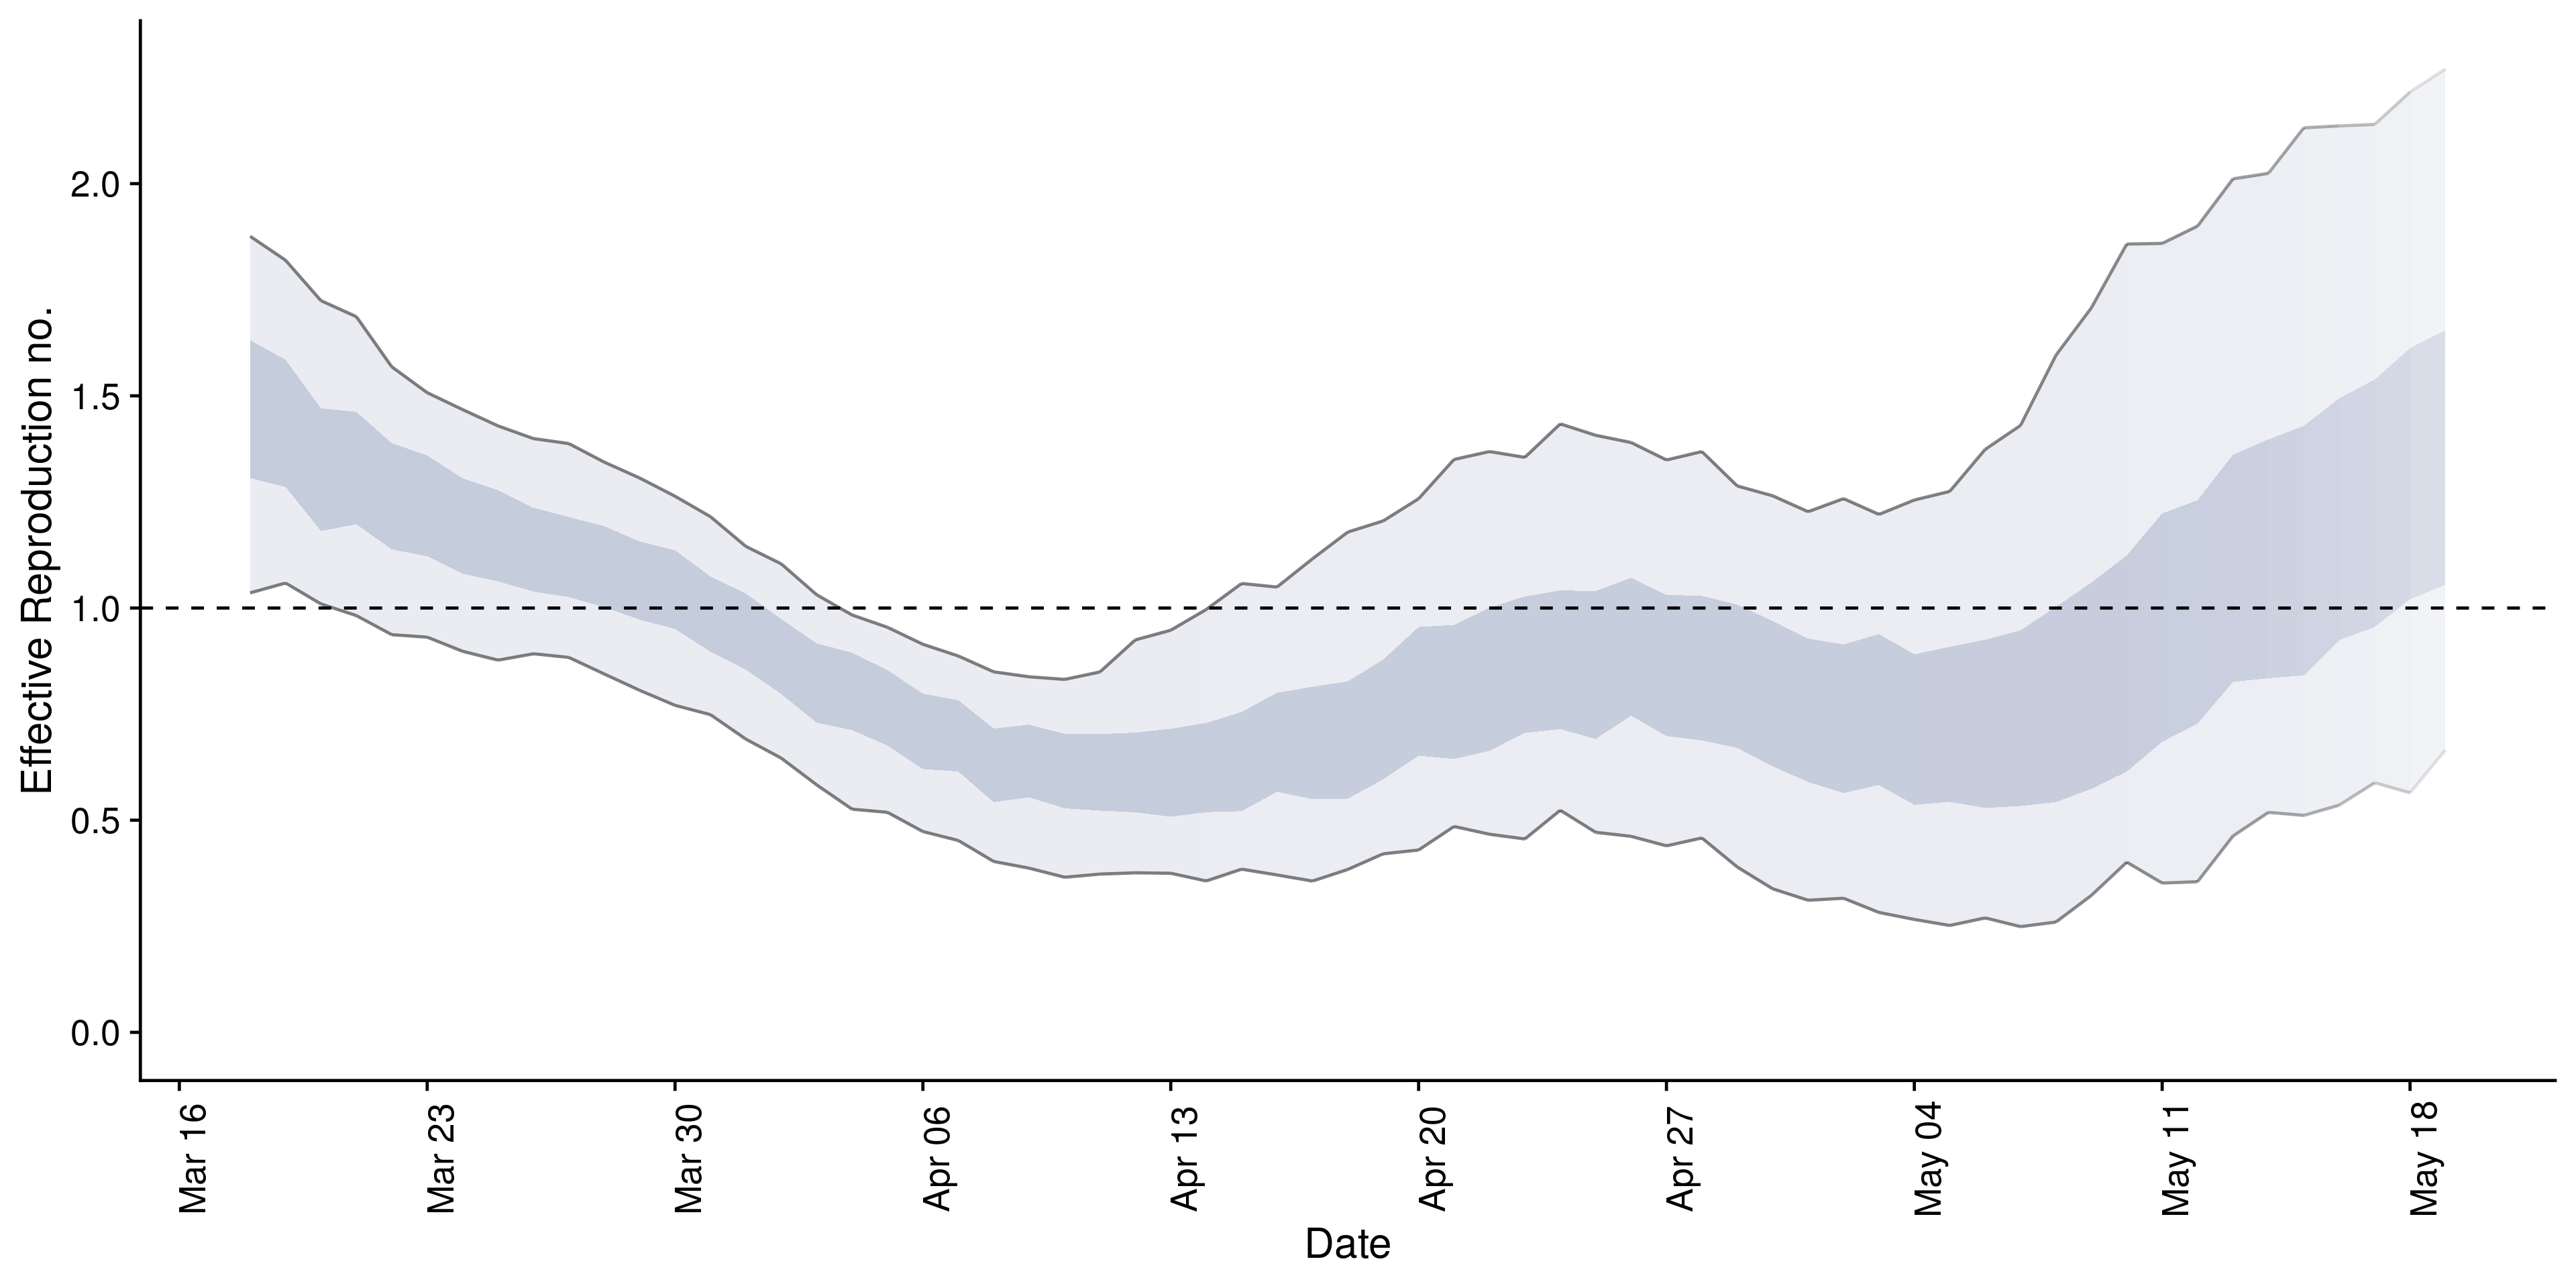 Effective Reproduction no.
2.0
1.5
1.0
0.5
0.0
Mar 16
Mar 23
Mar 30
Apr 06
Apr 13
Apr 20
Apr 27
May 04
May 11
May 18
Date